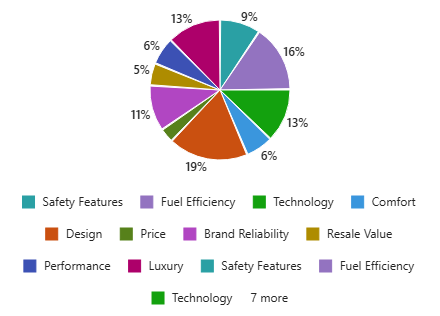 13%
9%
6%
16%
5%
11%
13%
6%
19%
Safety Features Fuel Efficiency Technology Comfort
Design Price Brand Reliability Resale Value
Performance Luxury Safety Features Fuel Efficiency
Technology 7 more